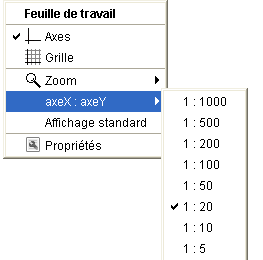 Feuille de travail
Axes
Grille
Zoom
axeX : axeY
Affichage standard
Propriétés
1 : 1000
1 : 500
1 : 200
1 : 100
1 : 50
1 : 20
1 : 10
1 : 5